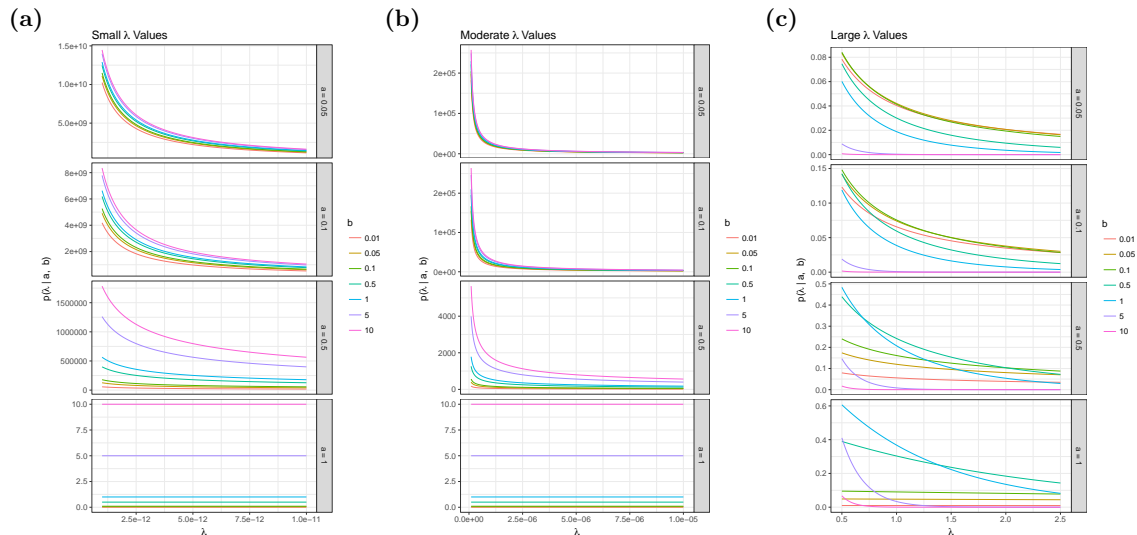 (a)
Small λ Values
1.5e+10
1.0e+10
5.0e+09
a = 0.05
8e+09
6e+09
4e+09
2e+09
a = 0.1
1500000
1000000
500000
0
a = 0.5
10.0
7.5
5.0
2.5
0.0
a = 1
2.5e−12
5.0e−12
7.5e−12
1.0e−11
λ
p(λ | a, b)
b
0.01
0.05
0.1
0.5
1
5
10
(b)
Moderate λ Values
2e+05
1e+05
0e+00
a = 0.05
2e+05
1e+05
0e+00
a = 0.1
4000
2000
0
a = 0.5
10.0
7.5
5.0
2.5
0.0
a = 1
0.0e+00
2.5e−06
5.0e−06
7.5e−06
1.0e−05
λ
p(λ | a, b)
b
0.01
0.05
0.1
0.5
1
5
10
(c)
Large λ Values
0.08
0.06
0.04
0.02
0.00
a = 0.05
0.15
0.10
0.05
0.00
a = 0.1
0.5
0.4
0.3
0.2
0.1
0.0
a = 0.5
0.6
0.4
0.2
0.0
a = 1
0.5
1.0
1.5
2.0
2.5
λ
p(λ | a, b)
b
0.01
0.05
0.1
0.5
1
5
10